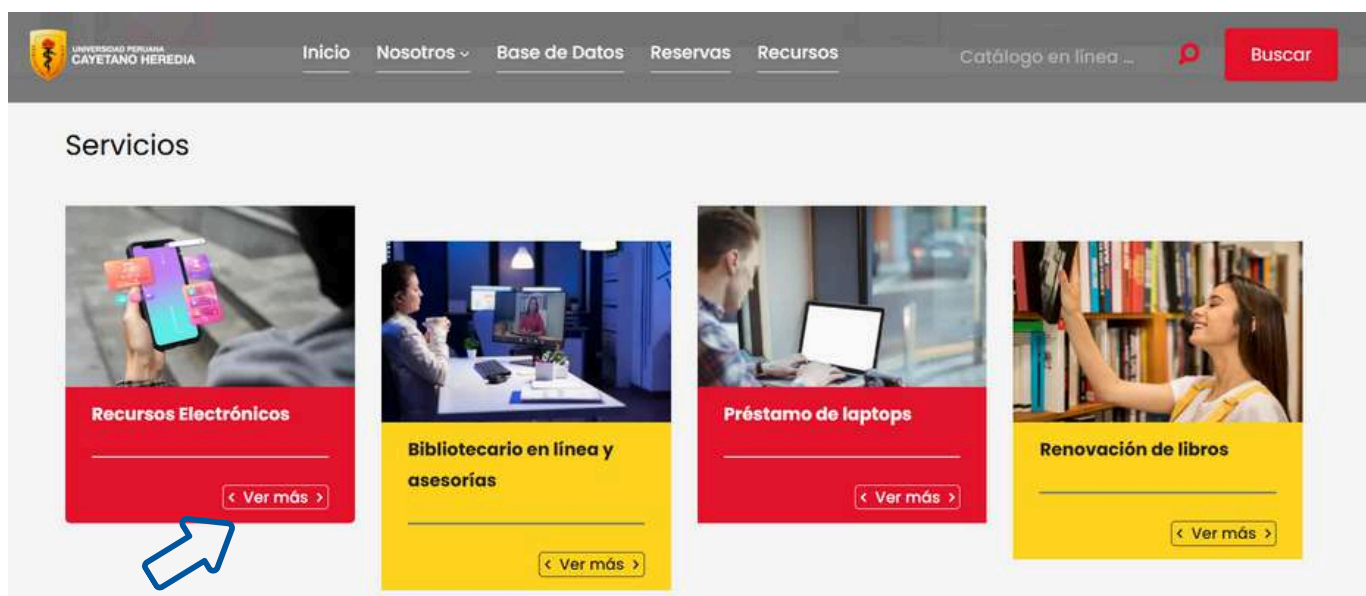 UNIVERSIDAD PERUANA
CAYETANO HEREDIA
Inicio Nosotros Base de Datos Reservas Recursos Catálogo en línea ... Buscar
Servicios
Recursos Electrónicos
< Ver más >
Bibliotecario en línea y
asesorías
< Ver más >
Préstamo de laptops
< Ver más >
Renovación de libros
< Ver más >